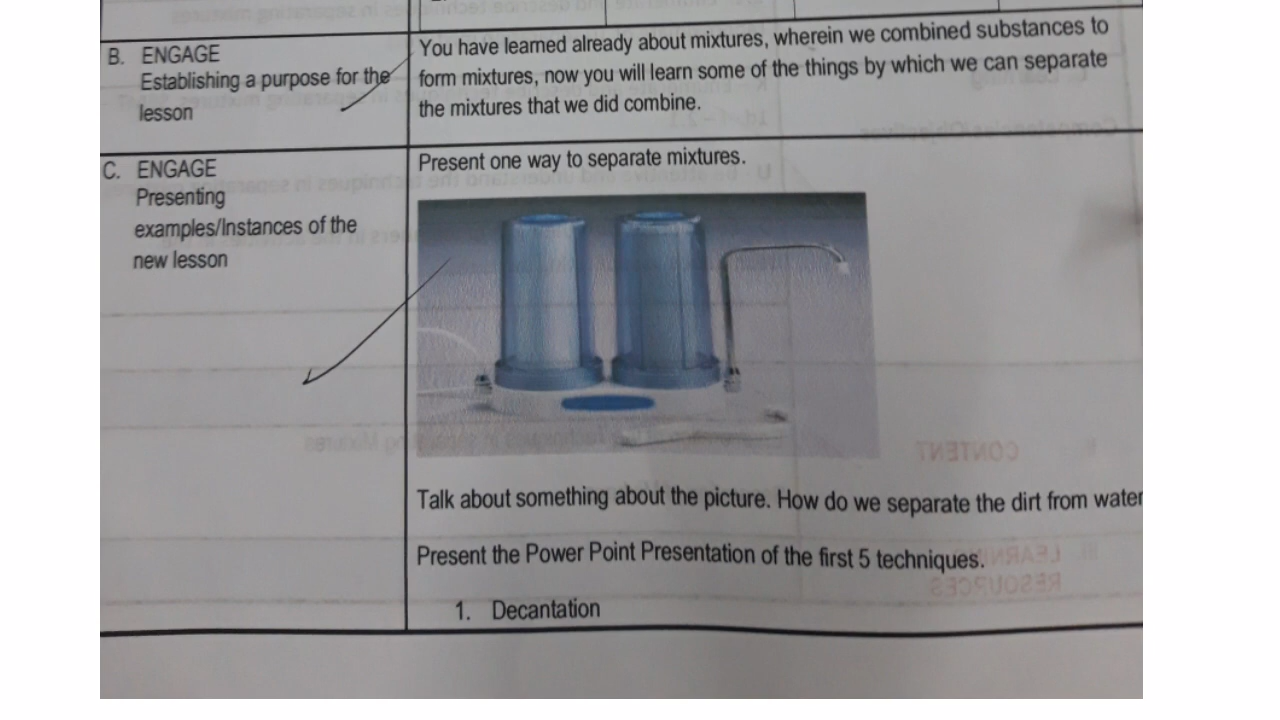 B. ENGAGE
Establishing a purpose for the
lesson
You have learned already about mixtures, wherein we combined substances to
form mixtures, now you will learn some of the things by which we can separate
the mixtures that we did combine.
C. ENGAGE
Presenting
examples/Instances of the
new lesson
Present one way to separate mixtures.
Talk about something about the picture. How do we separate the dirt from water
Present the Power Point Presentation of the first 5 techniques.
1. Decantation
CONTENT
LEARNING
RESOURCES